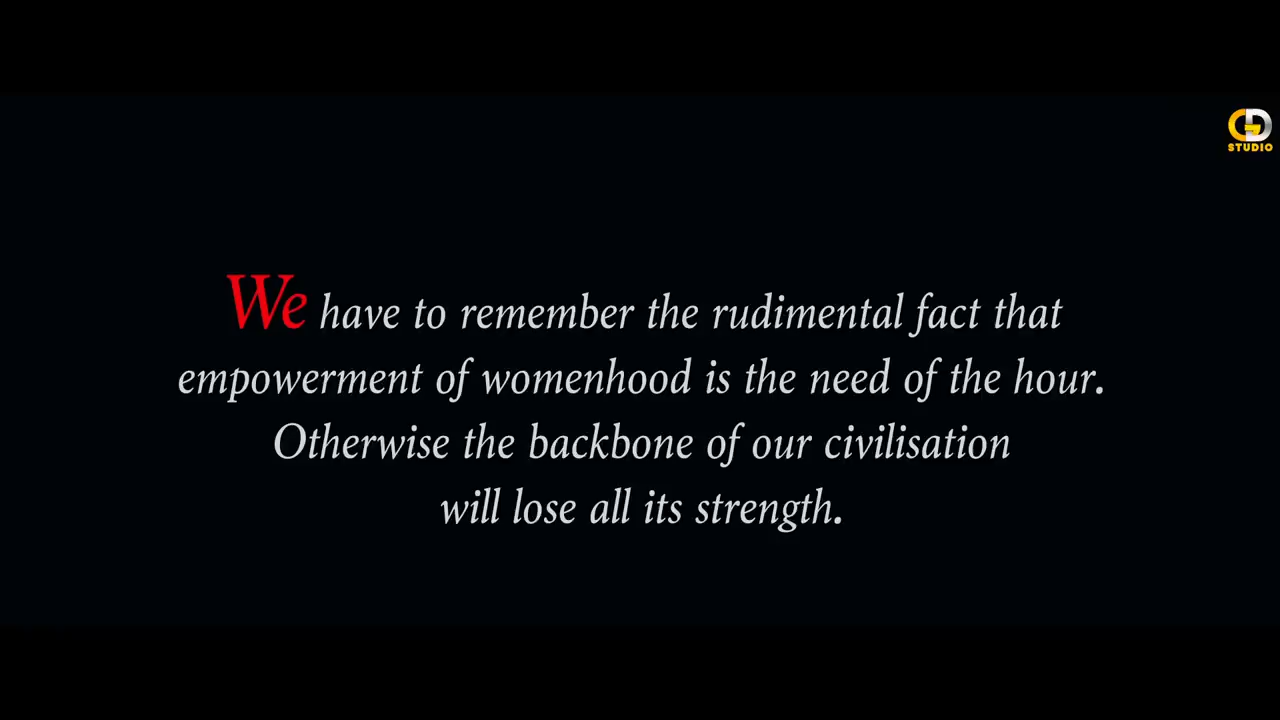 GD
STUDIO
We have to remember the rudimental fact that
empowerment of womenhood is the need of the hour.
Otherwise the backbone of our civilisation
will lose all its strength.